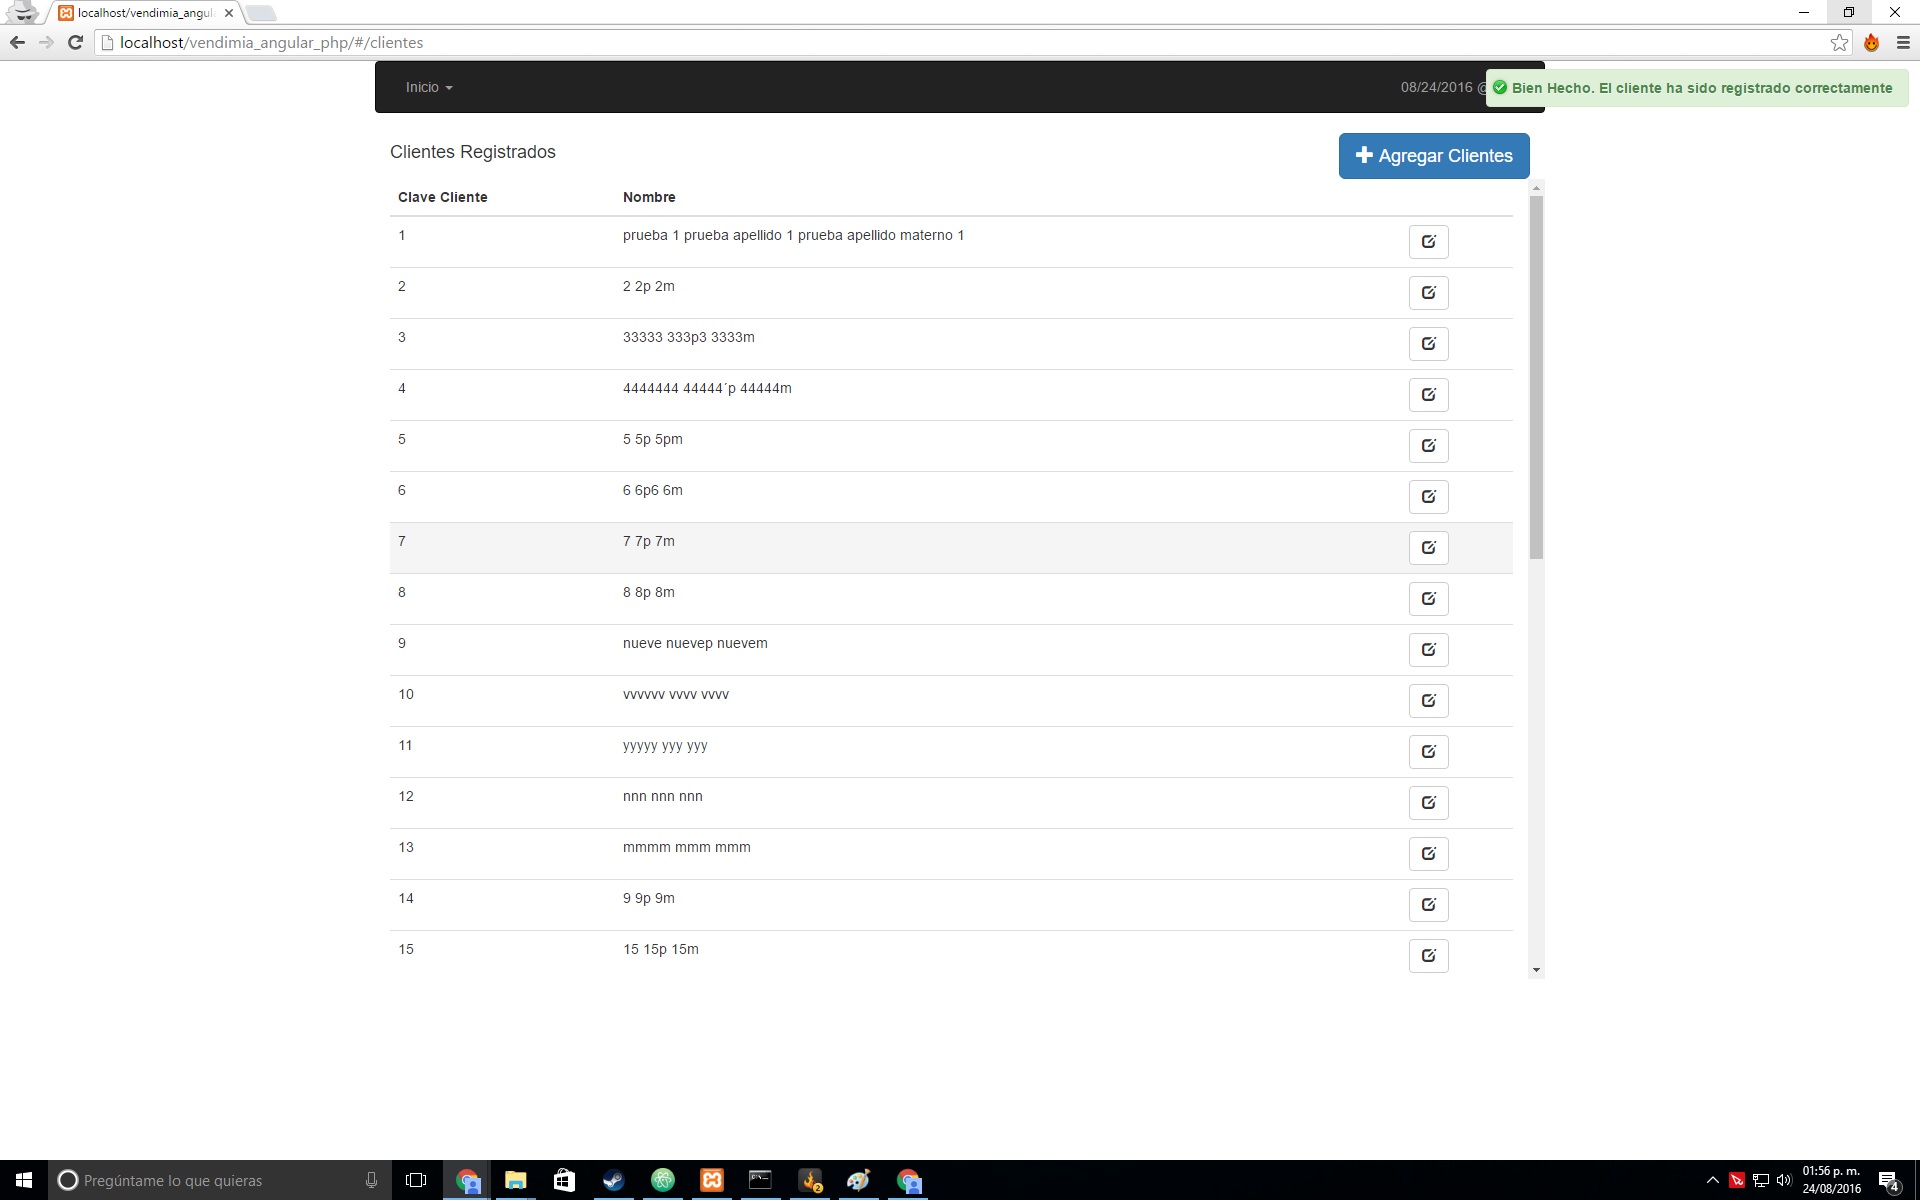 localhost/vendimia_angul
localhost/vendimia_angular_php/#/clientes
Inicio
08/24/2016 @
Bien Hecho. El cliente ha sido registrado correctamente
Clientes Registrados
Agregar Clientes
Clave Cliente Nombre
1 prueba 1 prueba apellido 1 prueba apellido materno 1
2 2 2p 2m
3 33333 333p3 3333m
4 4444444 44444´p 44444m
5 5 5p 5pm
6 6 6p6 6m
7 7 7p 7m
8 8 8p 8m
9 nueve nuevep nuevem
10 vvvvvv vvvv vvvv
11 yyyyy yyy yyy
12 nnn nnn nnn
13 mmmm mmm mmm
14 9 9p 9m
15 15 15p 15m
Pregúntame lo que quieras
2
01:56 p. m.
24/08/2016
4